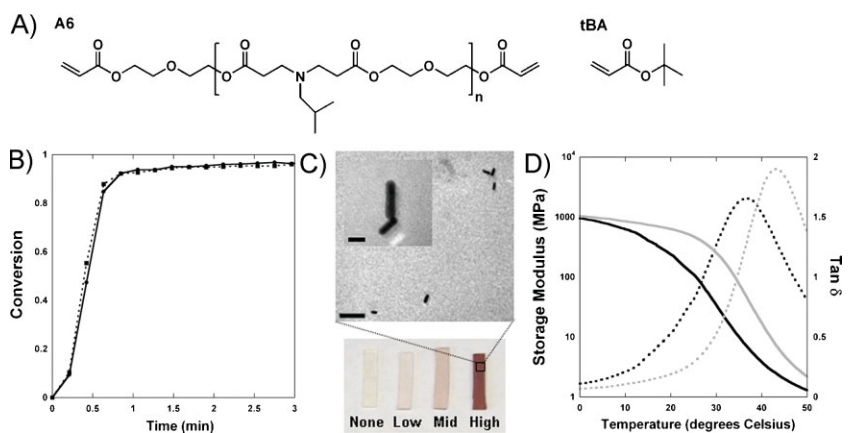 A)
A6
tBA
O
O
O
O
O
N
O
O
O
O
O
n
O
O
B)
Conversion
1
0.8
0.6
0.4
0.2
0
0
0.5
1
1.5
2
2.5
3
Time (min)
C)
None Low Mid High
D)
Storage Modulus (MPa)
10⁴
1000
100
10
1
0
10
20
30
40
50
Temperature (degrees Celsius)
2
1.5
1
0.5
0
Tan δ